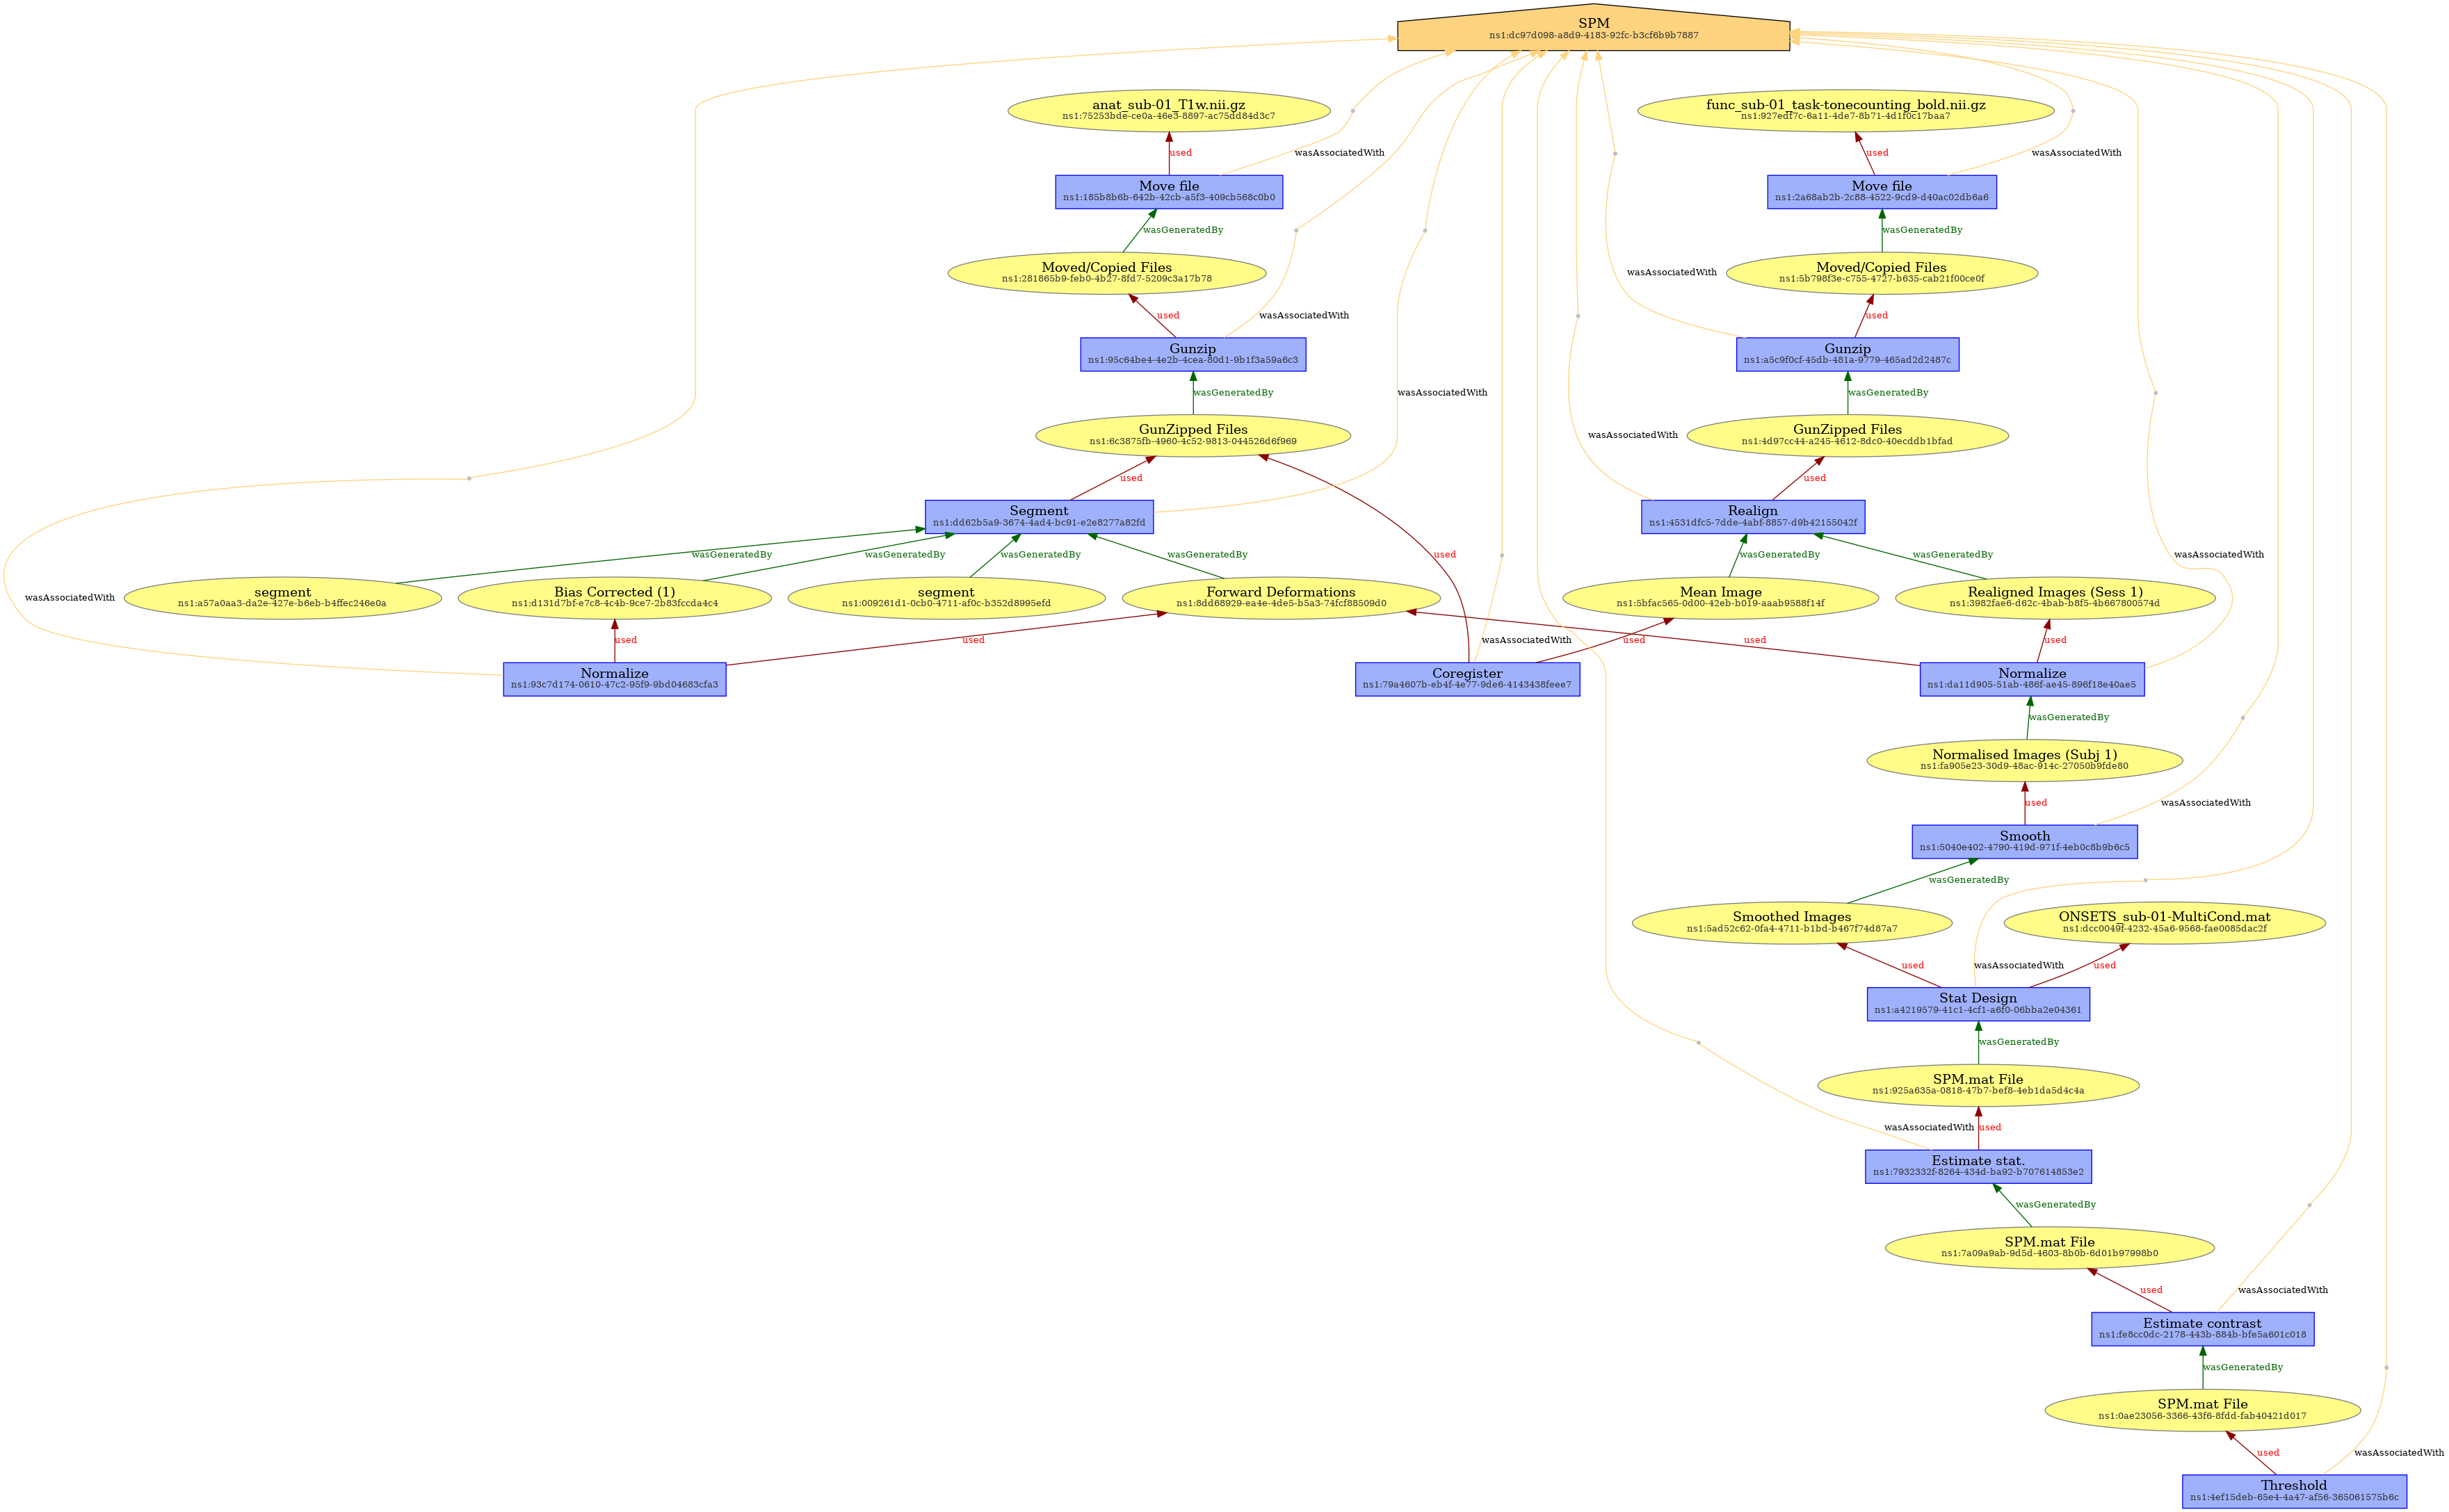 SPM
ns1:dc97d098-a8d9-4183-92fc-b3cf6b9b7887
anat_sub-01_T1w.nii.gz
ns1:75253bde-ce0a-46e3-8897-ac75dd84d3c7
func_sub-01_task-tonecounting_bold.nii.gz
ns1:927edf7c-6a11-4de7-8b71-4d1f0c17baa7
used
wasAssociatedWith
used
wasAssociatedWith
Move file
ns1:185b8b6b-642b-42cb-a5f3-409cb568c0b0
Move file
ns1:2a68ab2b-2c88-4522-9cd9-d40ac02db6a6
wasGeneratedBy
wasGeneratedBy
Moved/Copied Files
ns1:281865b9-feb0-4b27-8fd7-5209c3a17b78
wasAssociatedWith
Moved/Copied Files
ns1:5b798f3e-c755-4727-b635-cab21f00ce0f
used
wasAssociatedWith
used
Gunzip
ns1:95c64be4-4e2b-4cea-80d1-9b1f3a59a6c3
Gunzip
ns1:a5c9f0cf-45db-481a-9779-465ad2d2487c
wasGeneratedBy
wasAssociatedWith
wasGeneratedBy
GunZipped Files
ns1:6c3875fb-4960-4c52-9813-044526d6f969
wasAssociatedWith
GunZipped Files
ns1:4d97cc44-a245-4612-8dc0-40ecddb1bfad
used
used
Segment
ns1:dd62b5a9-3674-4ad4-bc91-e2e8277a82fd
Realign
ns1:4531dfc5-7dde-4abf-8857-d9b42155042f
wasGeneratedBy
wasGeneratedBy
wasGeneratedBy
wasGeneratedBy
used
wasGeneratedBy
wasGeneratedBy
wasAssociatedWith
wasAssociatedWith
segment
ns1:a57a0aa3-da2e-427e-b6eb-b4ffec246e0a
Bias Corrected (1)
ns1:d131d7bf-e7c8-4c4b-9ce7-2b83fccda4c4
segment
ns1:009261d1-0cb0-4711-af0c-b352d8995efd
Forward Deformations
ns1:8dd68929-ea4e-4de5-b5a3-74fcf88509d0
Mean Image
ns1:5bfac565-0d00-42eb-b019-aaab9588f14f
Realigned Images (Sess 1)
ns1:3982fae6-d62c-4bab-b8f5-4b667800574d
used
used
wasAssociatedWith
used
used
used
Normalize
ns1:93c7d174-0610-47c2-95f9-9bd04683cfa3
Coregister
ns1:79a4607b-eb4f-4e77-9de6-4143438feee7
Normalize
ns1:da11d905-51ab-486f-ae45-896f18e40ae5
wasGeneratedBy
Normalised Images (Subj 1)
ns1:fa905e23-30d9-48ac-914c-27050b9fde80
used
wasAssociatedWith
Smooth
ns1:5040e402-4790-419d-971f-4eb0c8b9b6c5
wasGeneratedBy
Smoothed Images
ns1:5ad52c62-0fa4-4711-b1bd-b467f74d87a7
ONSETS_sub-01-MultiCond.mat
ns1:dcc0049f-4232-45a6-9568-fae0085dac2f
used
wasAssociatedWith
used
Stat Design
ns1:a4219579-41c1-4cf1-a6f0-06bba2e04361
wasGeneratedBy
SPM.mat File
ns1:925a635a-0818-47b7-bef8-4eb1da5d4c4a
wasAssociatedWith
used
Estimate stat.
ns1:7932332f-8264-434d-ba92-b707614853e2
wasGeneratedBy
SPM.mat File
ns1:7a09a9ab-9d5d-4603-8b0b-6d01b97998b0
used
wasAssociatedWith
Estimate contrast
ns1:fe8cc0dc-2178-443b-884b-bfe5a601c018
wasGeneratedBy
SPM.mat File
ns1:0ae23056-3366-43f6-8fdd-fab40421d017
used
wasAssociatedWith
Threshold
ns1:4ef15deb-65e4-4a47-af56-365061575b6c